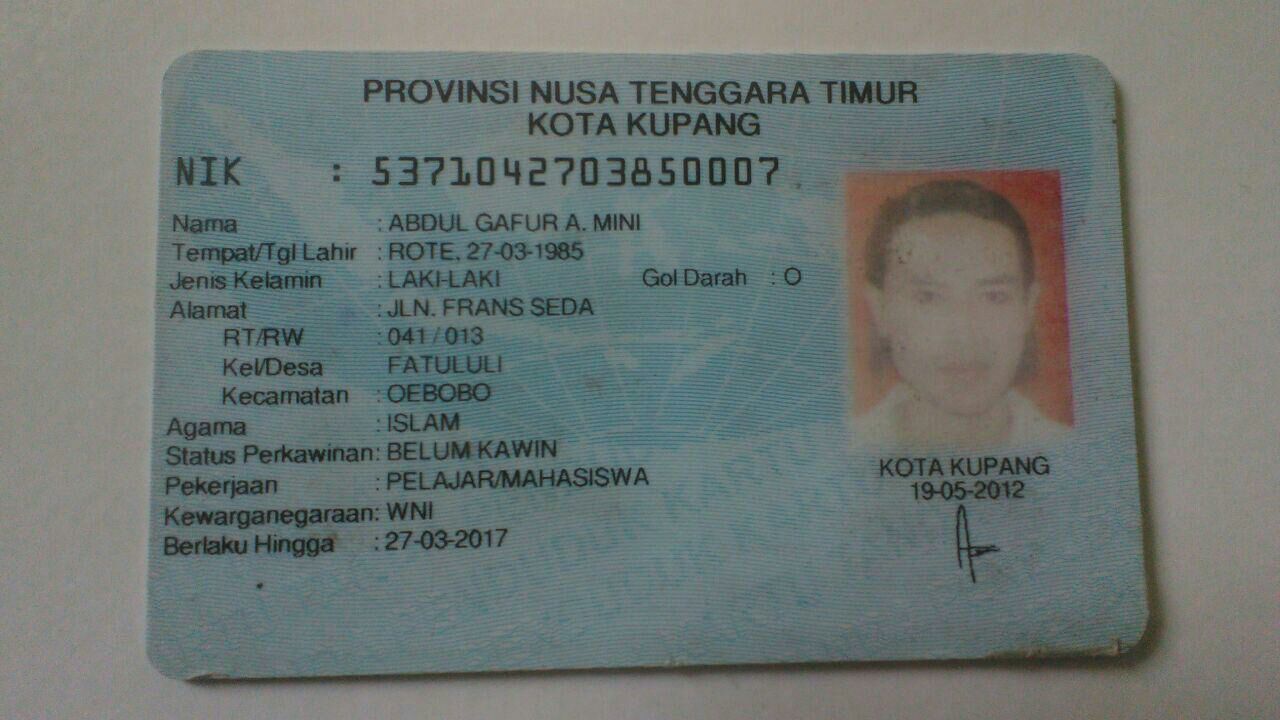 PROVINSI NUSA TENGGARA TIMUR
KOTA KUPANG
NIK : 5371042703850007
Nama : ABDUL GAFUR A. MINI
Tempat/Tgl Lahir : ROTE, 27-03-1985
Jenis Kelamin : LAKI-LAKI Gol Darah : O
Alamat : JLN. FRANS SEDA
RT/RW : 041 / 013
Kel/Desa FATULULI
Kecamatan : OEBOBO
Agama : ISLAM
Status Perkawinan: BELUM KAWIN
Pekerjaan : PELAJAR/MAHASISWA
Kewarganegaraan: WNI
Berlaku Hingga : 27-03-2017
KOTA KUPANG
19-05-2012